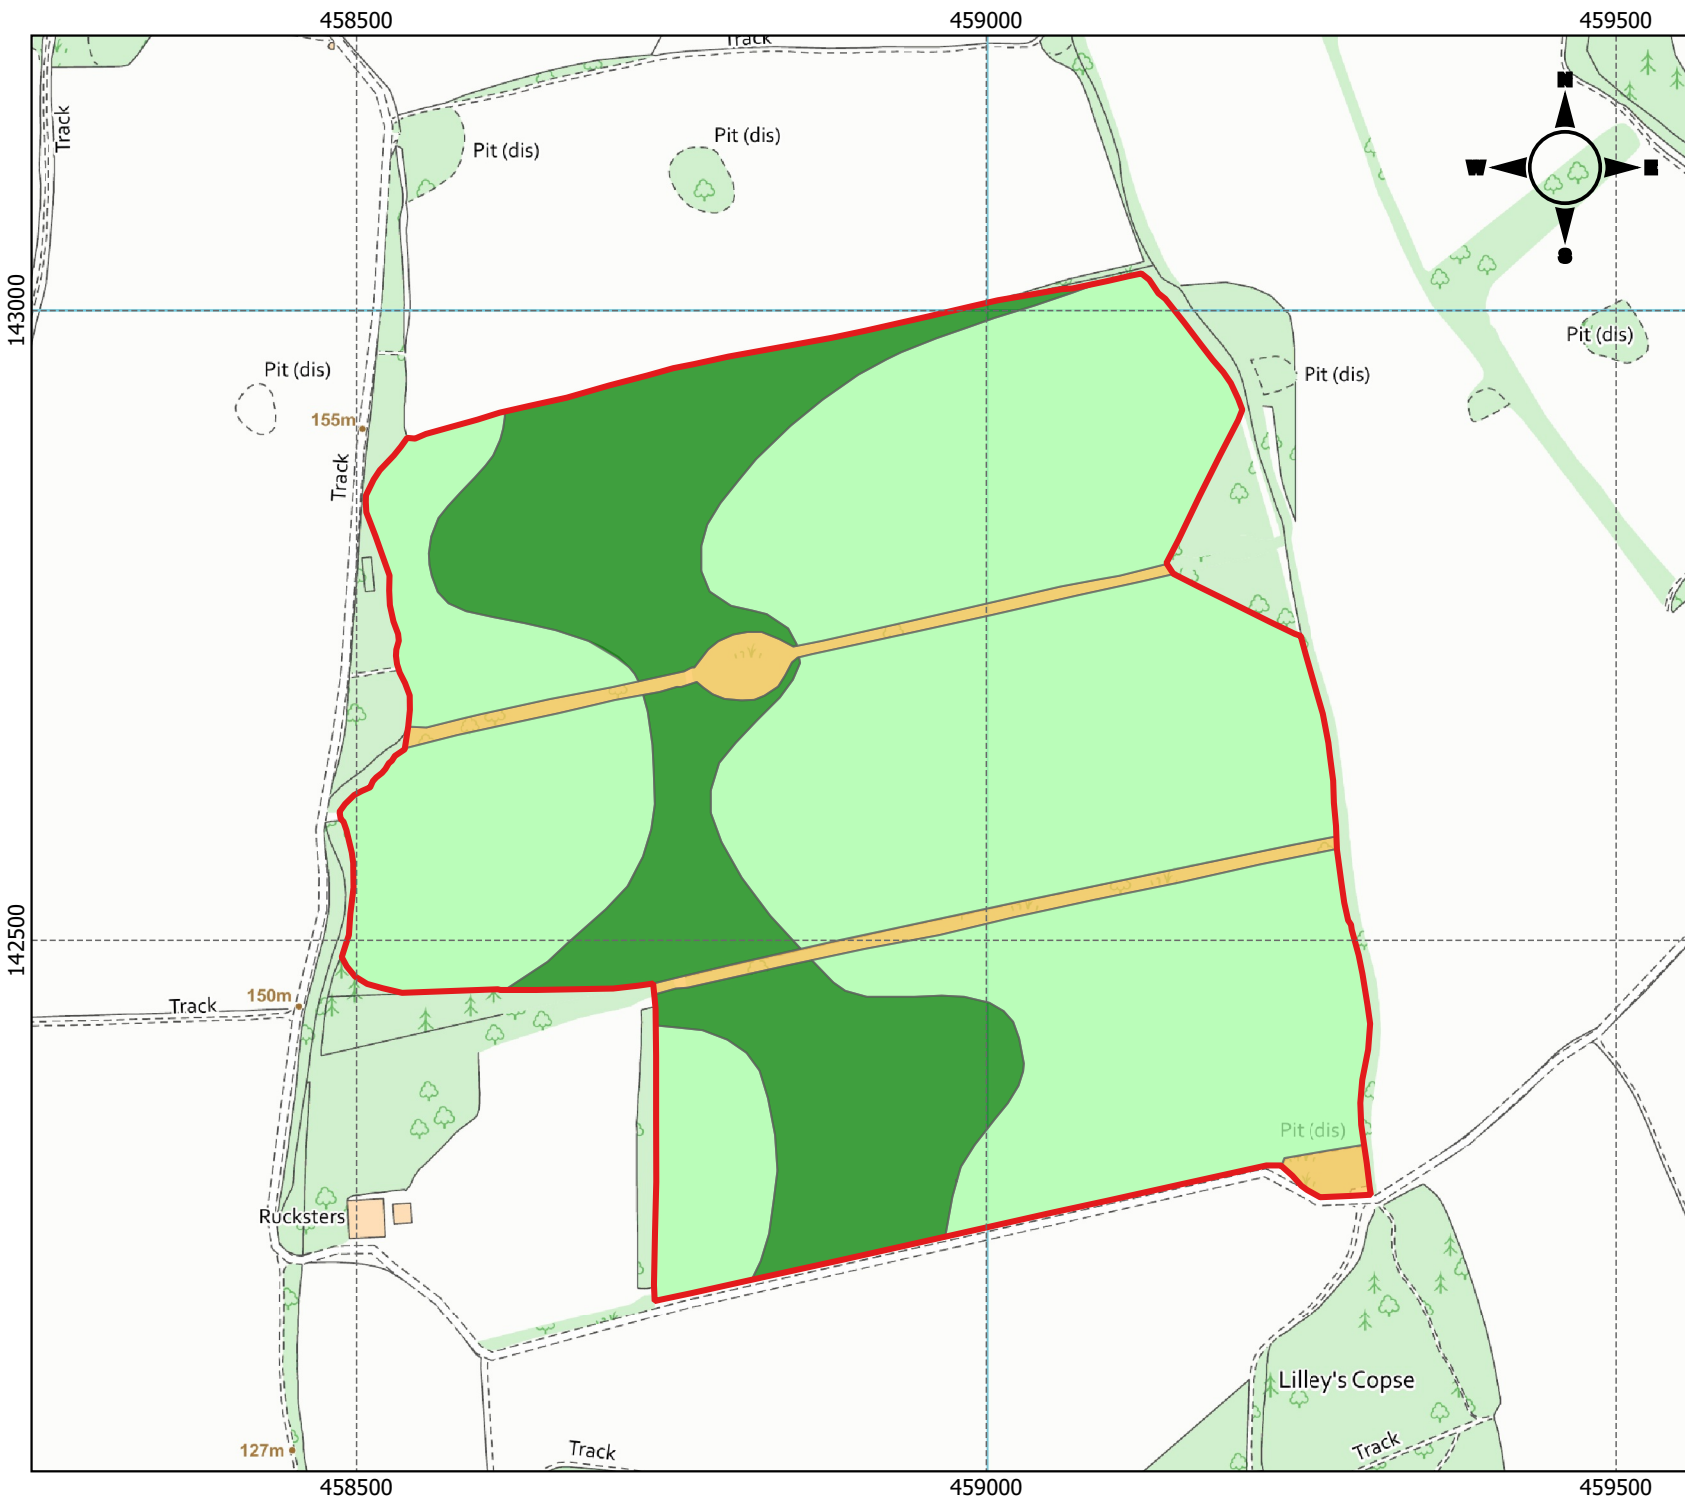 458500
459000
459500
Track
N
Track
Pit (dis)
Pit (dis)
W
E
S
143000
Pit (dis)
Pit (dis)
Pit (dis)
155m
Track
142500
150m
Track
Pit (dis)
Rucksters
Lilley's Copse
127m
Track
Track
458500
459000
459500